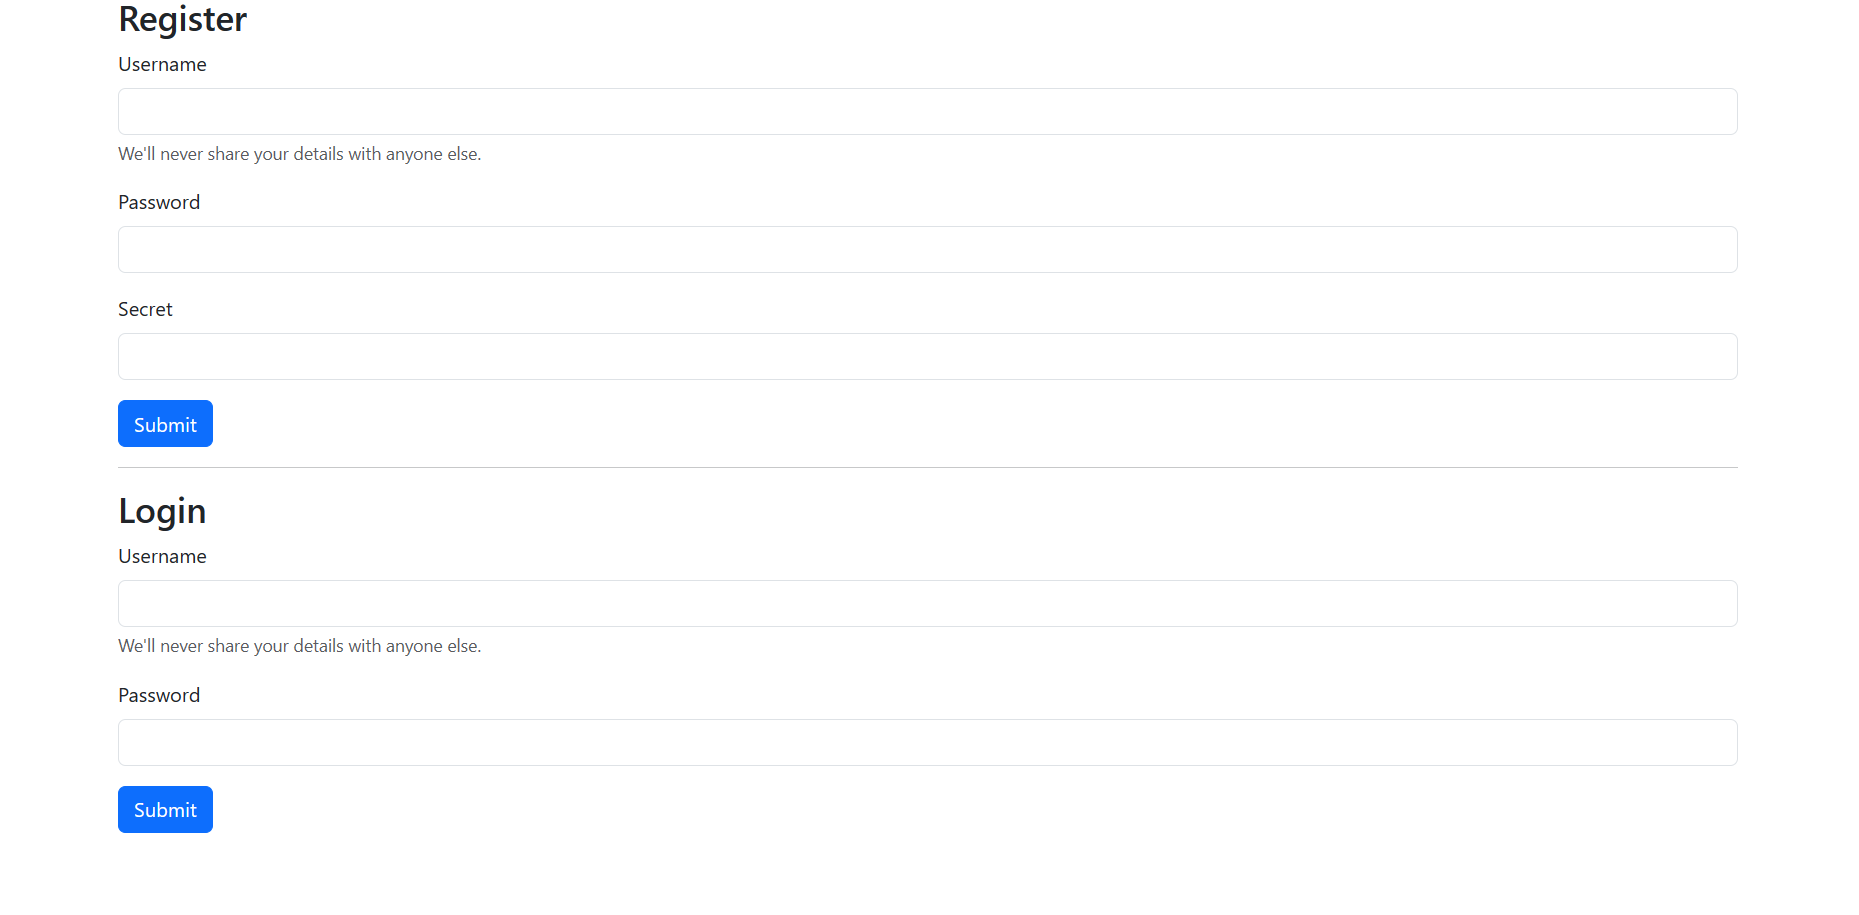 Register
Username
We'll never share your details with anyone else.
Password
Secret
Submit
Login
Username
We'll never share your details with anyone else.
Password
Submit